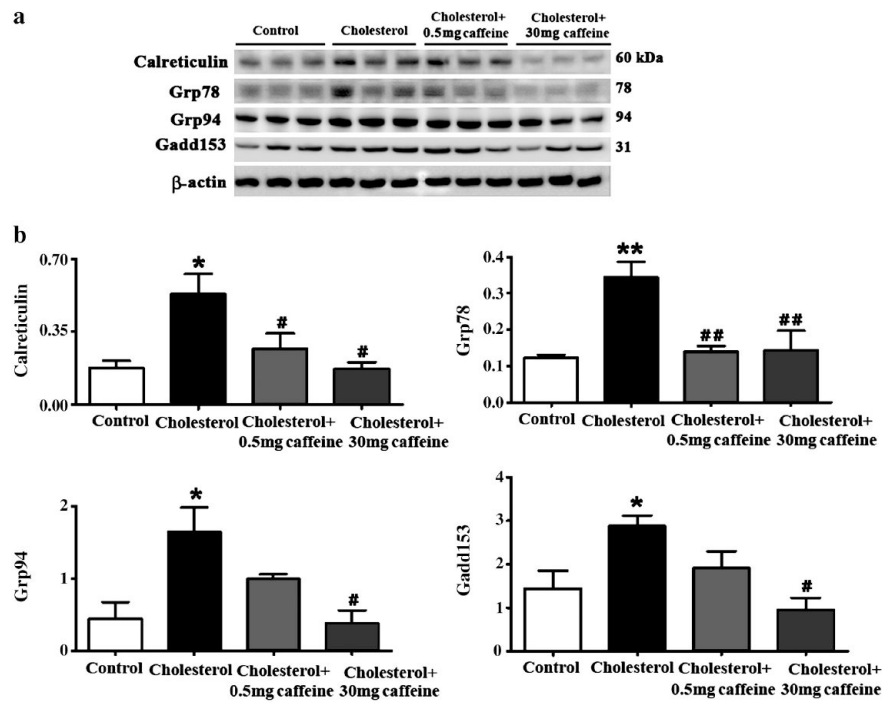 a
Control
Cholesterol
Cholesterol+
0.5mg caffeine
Cholesterol+
30mg caffeine
Calreticulin
60 kDa
Grp78
78
Grp94
94
Gadd153
31
β-actin
b
Calreticulin
0.70
0.35
0.00
*
#
#
Control
Cholesterol
Cholesterol+
0.5mg caffeine
Cholesterol+
30mg caffeine
Grp78
0.4
0.3
0.2
0.1
0.0
**
##
##
Control
Cholesterol
Cholesterol+
0.5mg caffeine
Cholesterol+
30mg caffeine
Grp94
2
1
0
*
#
Control
Cholesterol
Cholesterol+
0.5mg caffeine
Cholesterol+
30mg caffeine
Gadd153
4
3
2
1
0
*
#
Control
Cholesterol
Cholesterol+
0.5mg caffeine
Cholesterol+
30mg caffeine